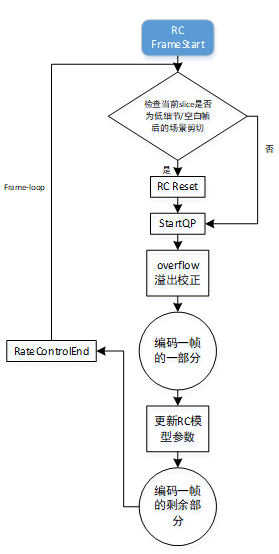 RC
FrameStart
检查当前slice是否
为低细节/空白帧
后的场景剪切
否
是
RC Reset
Frame-loop
StartQP
overflow
溢出校正
编码一帧
的一部分
RateControlEnd
更新RC模
型参数
编码一帧
的剩余部
分